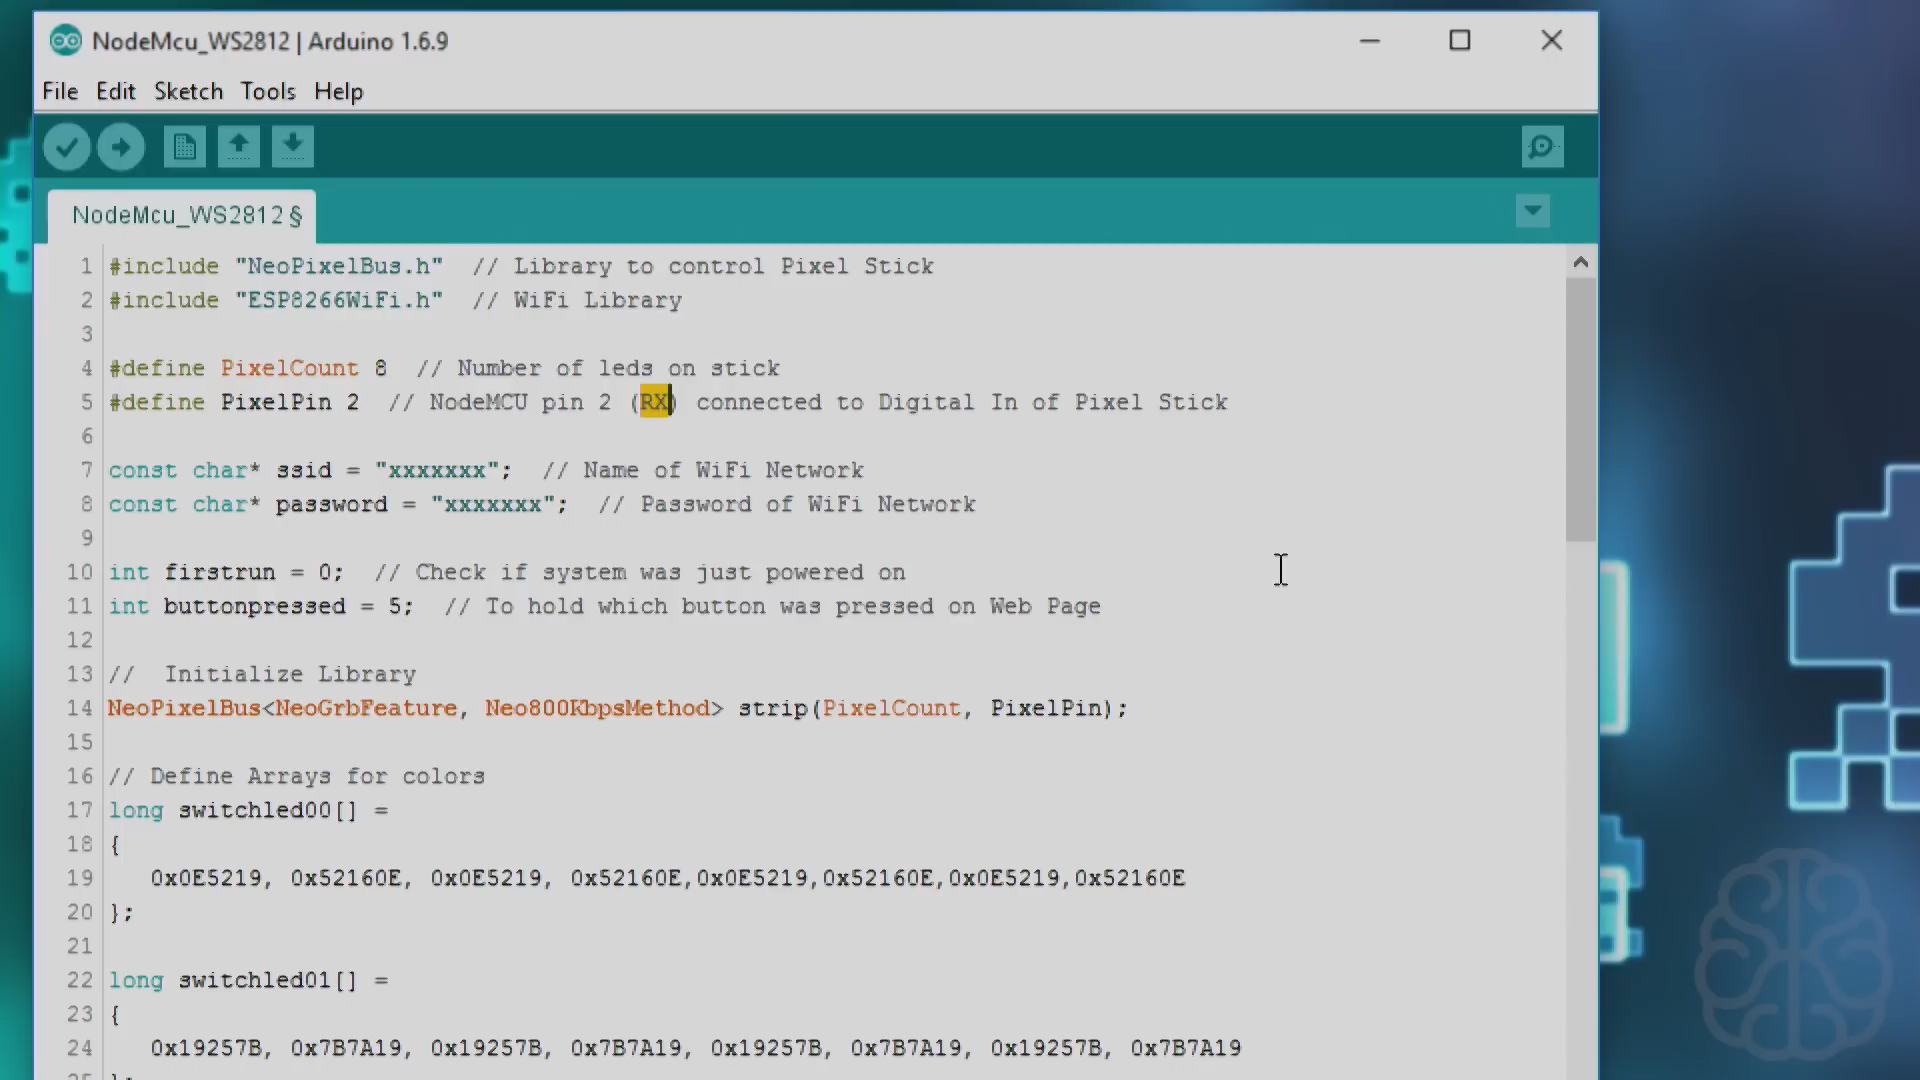 NodeMcu_WS2812 | Arduino 1.6.9
File Edit Sketch Tools Help
NodeMcu_WS2812 §
1 #include "NeoPixelBus.h"  // Library to control Pixel Stick
2 #include "ESP8266WiFi.h"  // WiFi Library
3
4 #define PixelCount 8  // Number of leds on stick
5 #define PixelPin 2  // NodeMCU pin 2 (RX) connected to Digital In of Pixel Stick
6
7 const char* ssid = "xxxxxxx";  // Name of WiFi Network
8 const char* password = "xxxxxxx";  // Password of WiFi Network
9
10 int firstrun = 0;  // Check if system was just powered on
11 int buttonpressed = 5;  // To hold which button was pressed on Web Page
12
13 //  Initialize Library
14 NeoPixelBus<NeoGrbFeature, Neo800KbpsMethod> strip(PixelCount, PixelPin);
15
16 // Define Arrays for colors
17 long switchled00[] =
18 {
19    0x0E5219, 0x52160E, 0x0E5219, 0x52160E,0x0E5219,0x52160E,0x0E5219,0x52160E
20 };
21
22 long switchled01[] =
23 {
24    0x19257B, 0x7B7A19, 0x19257B, 0x7B7A19, 0x19257B, 0x7B7A19, 0x19257B, 0x7B7A19